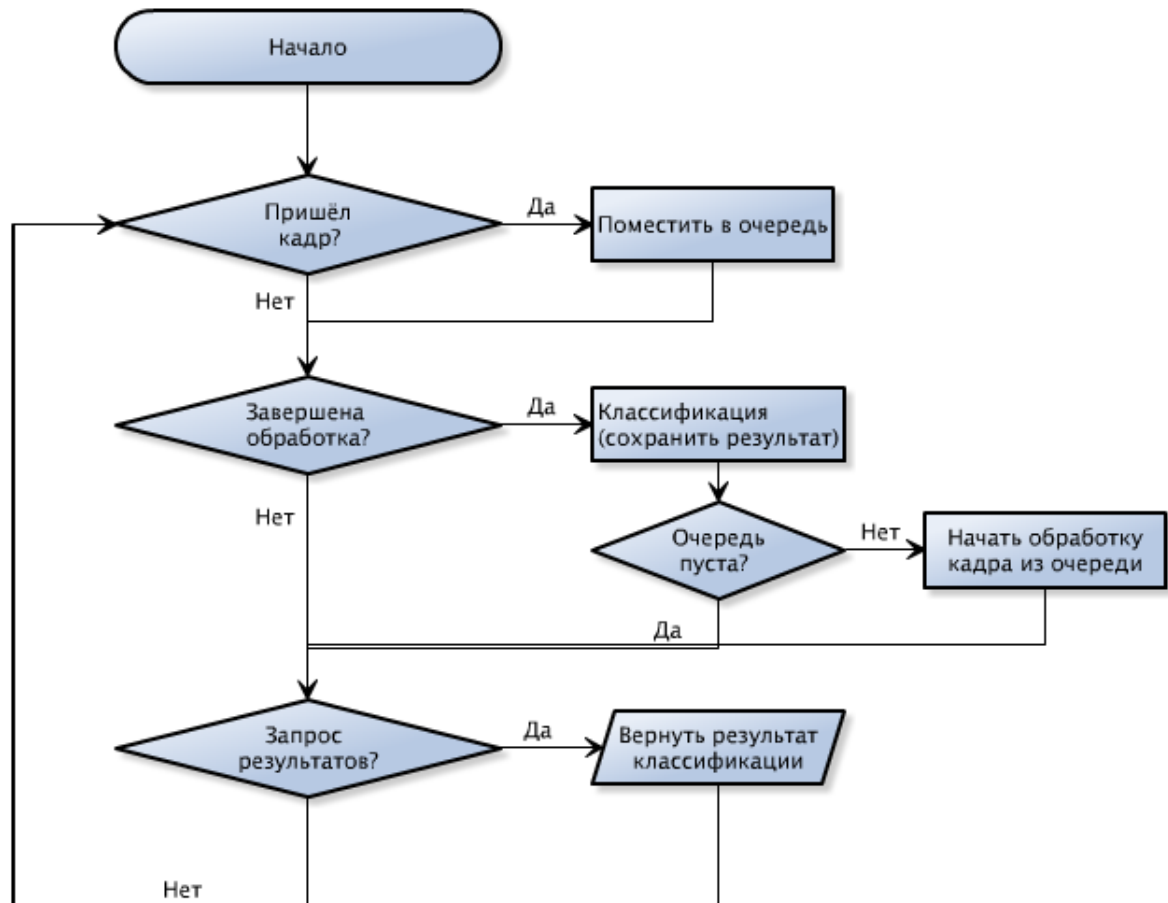 Начало
Пришёл
кадр?
Да
Поместить в очередь
Нет
Завершена
обработка?
Да
Классификация
(сохранить результат)
Нет
Очередь
пуста?
Нет
Начать обработку
кадра из очереди
Да
Запрос
результатов?
Да
Вернуть результат
классификации
Нет